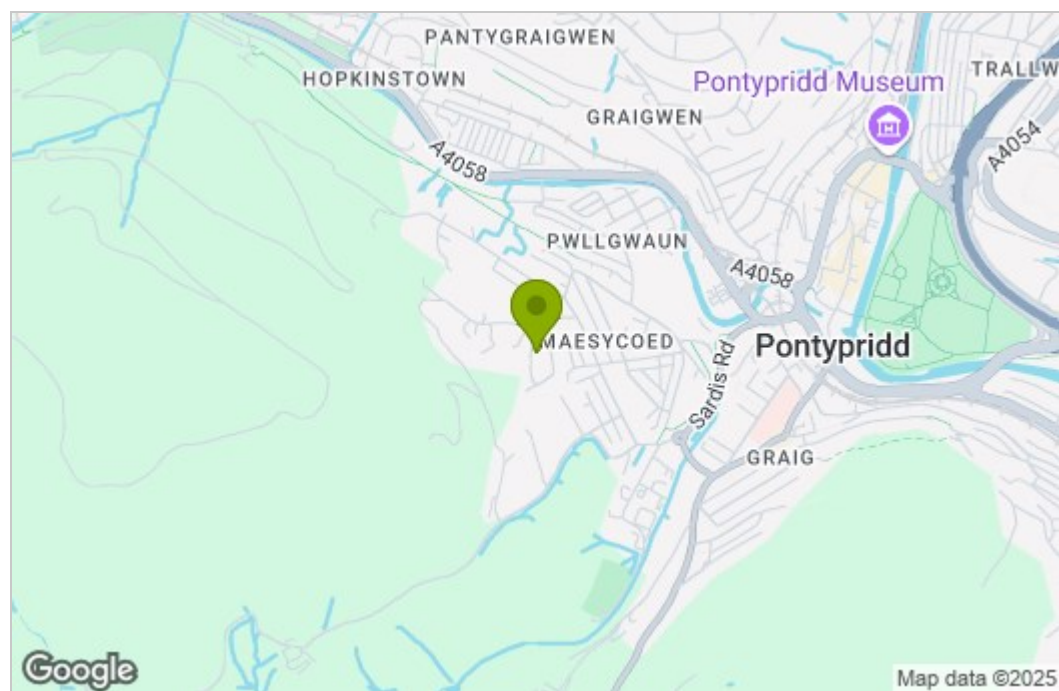 PANTYGRAIGWEN
HOPKINSTOWN
TRALLW
Pontypridd Museum
GRAIGWEN
A4058
A4054
PWLLGWAUN
A4058
MAESYCOED
Pontypridd
Sardis Rd
GRAIG
Google
Map data ©2025